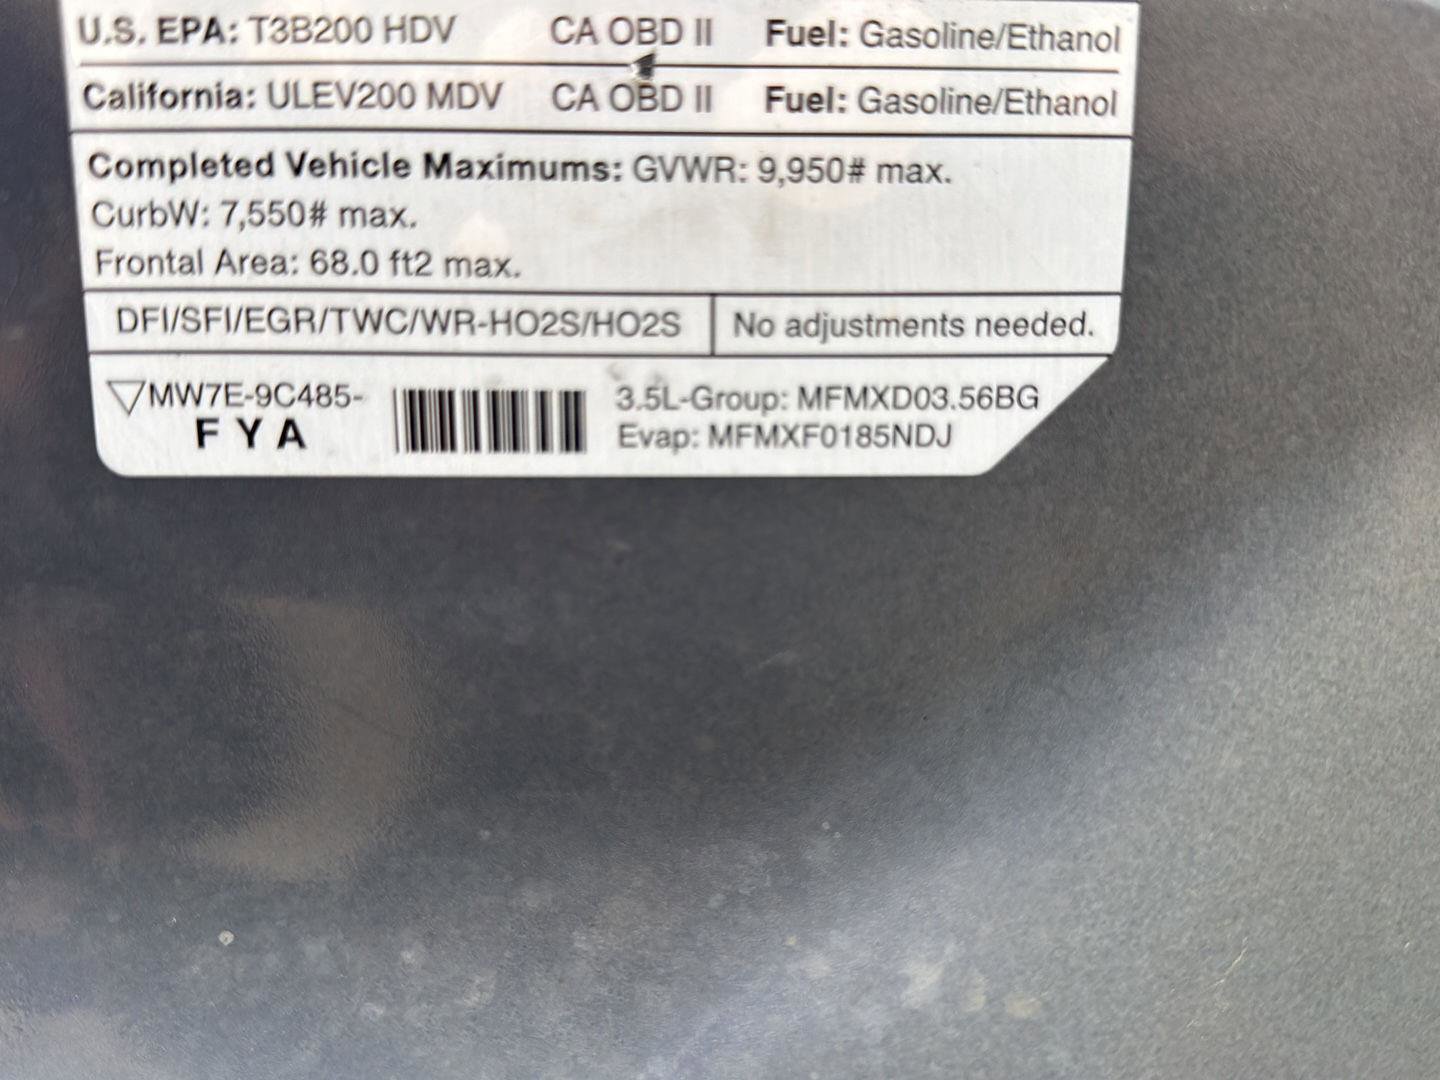 U.S. EPA: T3B200 HDV CA OBD II Fuel: Gasoline/Ethanol
California: ULEV200 MDV CA OBD II Fuel: Gasoline/Ethanol
Completed Vehicle Maximums: GVWR: 9,950# max.
CurbW: 7,550# max.
Frontal Area: 68.0 ft2 max.
DFI/SFI/EGR/TWC/WR-HO2S/HO2S No adjustments needed.
MW7E-9C485-
FYA
3.5L-Group: MFMXD03.56BG
Evap: MFMXF0185NDJ